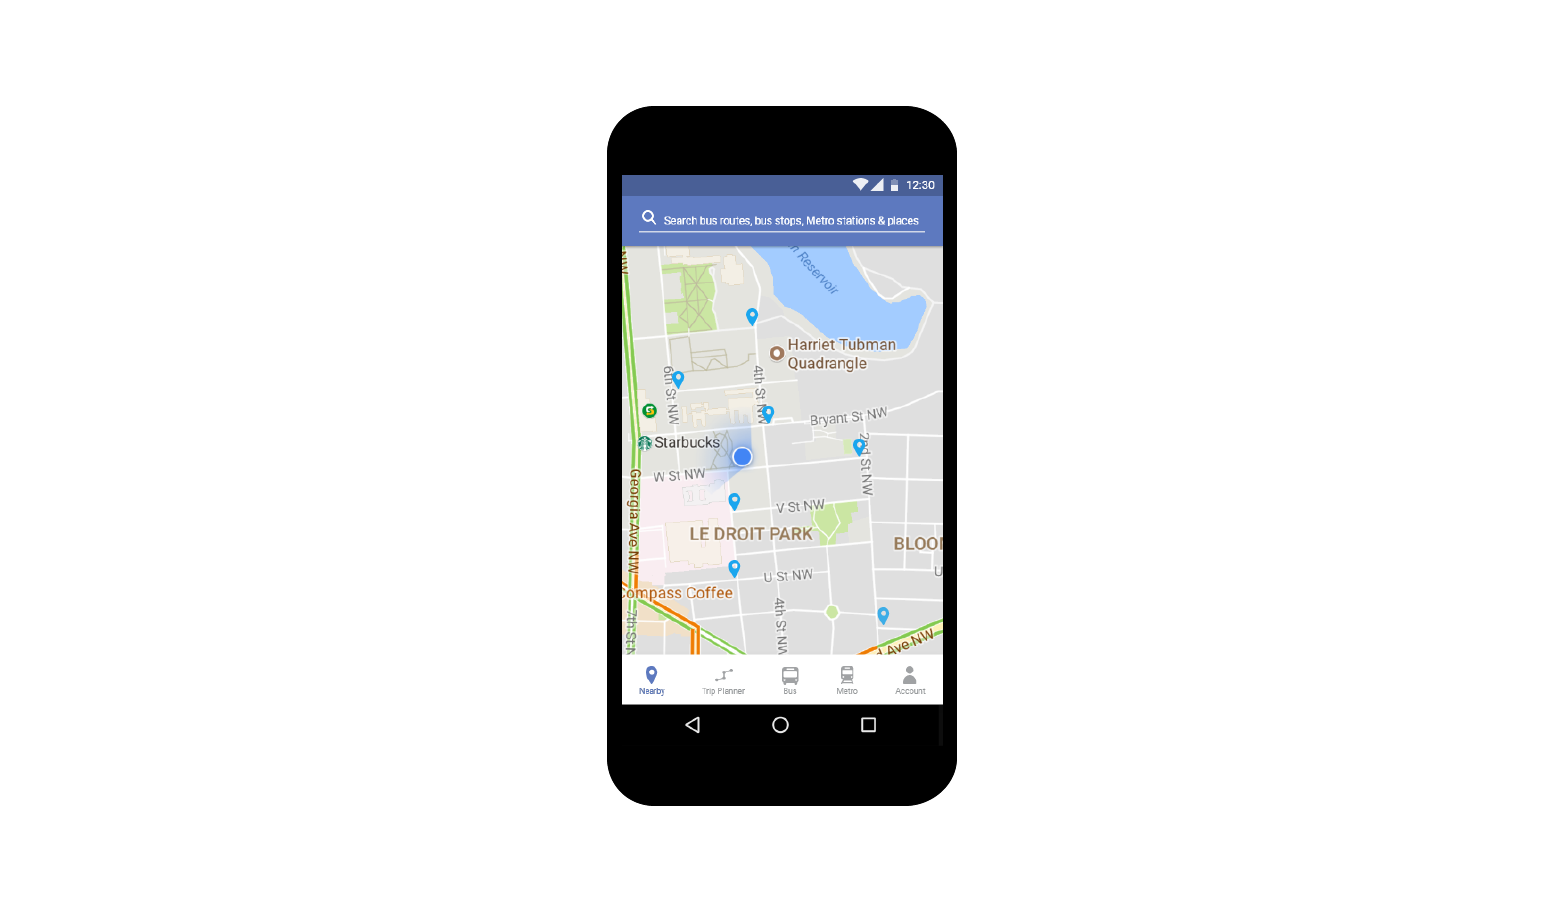 12:30
Search bus routes, bus stops, Metro stations & places
NW
Reservoir
Harriet Tubman
Quadrangle
6th St NW
4th St NW
Bryant St NW
Starbucks
2nd St NW
W St NW
Georgia Ave NW
V St NW
LE DROIT PARK
BLOO
U St NW
U
Compass Coffee
4th St NW
7th St N
Ave NW
Nearby
Trip Planner
Bus
Metro
Account